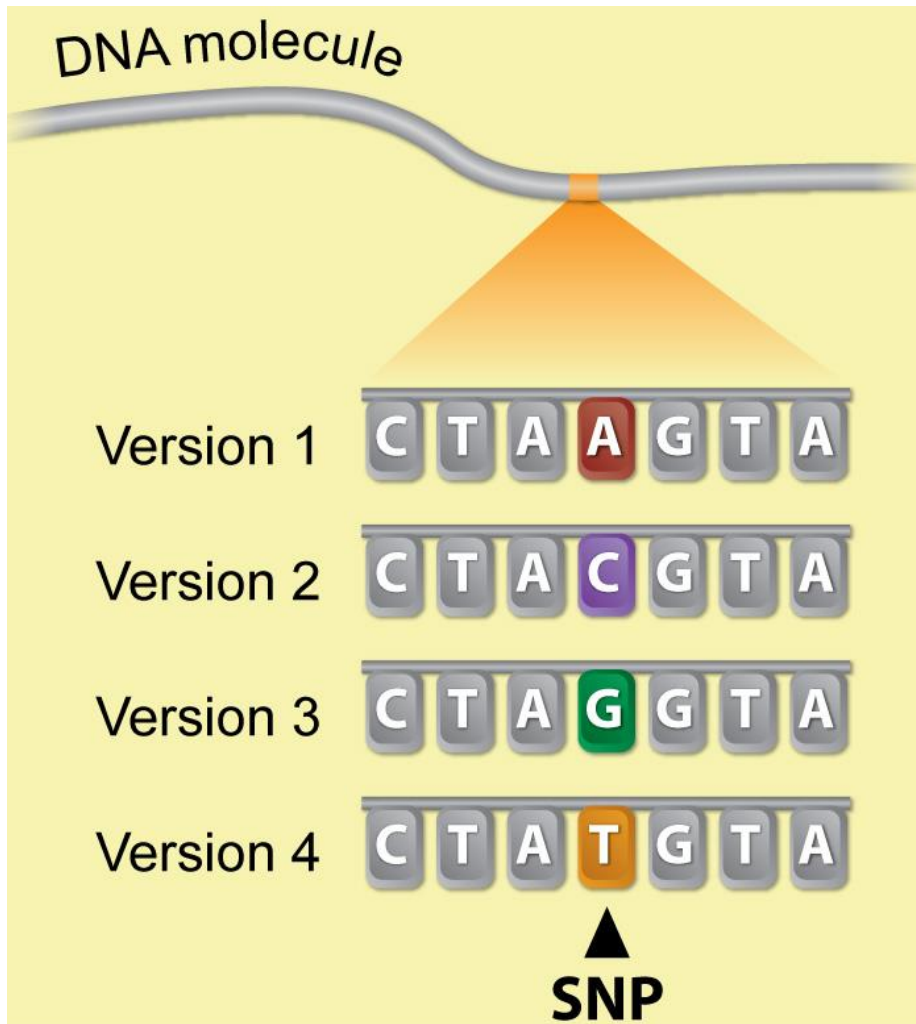 DNA molecule
Version 1 C T A A G T A
Version 2 C T A C G T A
Version 3 C T A G G T A
Version 4 C T A T G T A
SNP